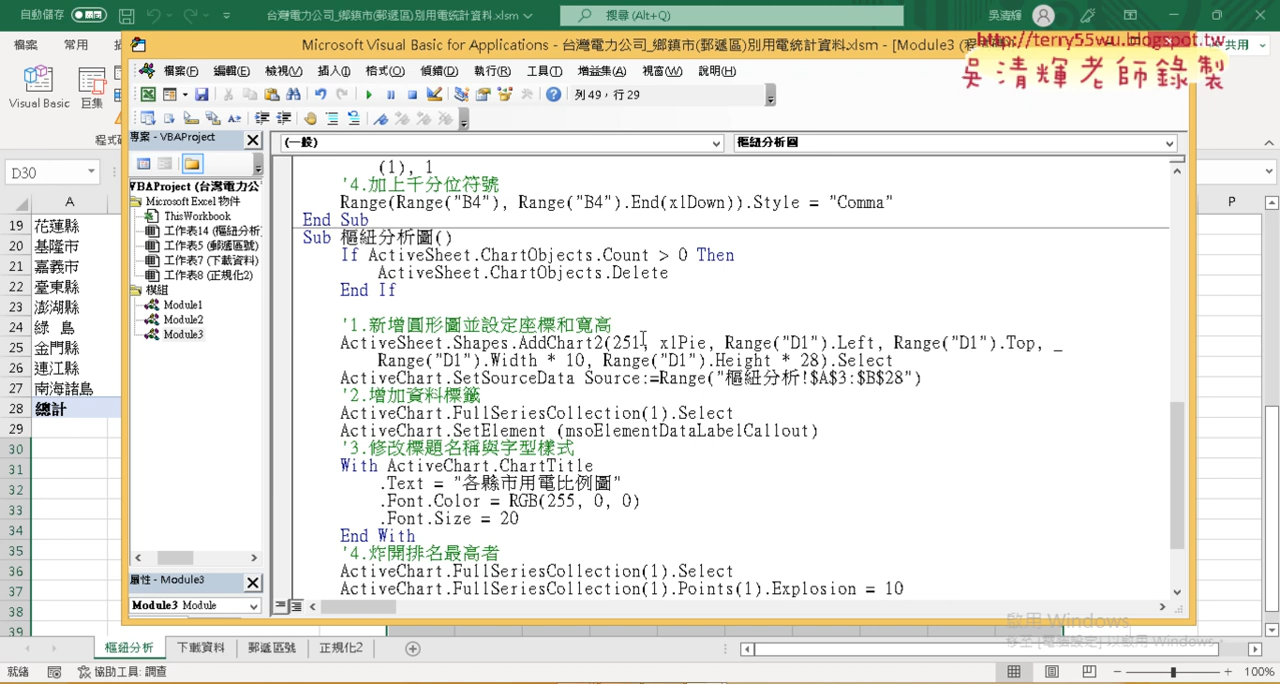 自動儲存
台灣電力公司_鄉鎮市(郵遞區)別用電統計資料.xlsm
搜尋 (Alt+Q)
吳清輝
檔案 常用
共用
Microsoft Visual Basic for Applications - 台灣電力公司_鄉鎮市(郵遞區)別用電統計資料.xlsm - [Module3 (程
http://terry55wu.blogspot.tw
吳清輝老師錄製
檔案(F) 編輯(E) 檢視(V) 插入(I) 格式(O) 偵錯(D) 執行(R) 工具(T) 增益集(A) 視窗(W) 說明(H)
Visual Basic 巨集
列 49，行 29
程式碼
專案 - VBAProject
(一般)
樞紐分析圖
D30
VBAProject (台灣電力公
Microsoft Excel 物件
ThisWorkbook
工作表14 (樞紐分析
工作表5 (郵遞區號)
工作表7 (下載資料)
工作表8 (正規化2)
模組
Module1
Module2
Module3
屬性 - Module3
Module3 Module
A
P
19 花蓮縣
20 基隆市
21 嘉義市
22 臺東縣
23 澎湖縣
24 綠 島
25 金門縣
26 連江縣
27 南海諸島
28 總計
29
30
31
32
33
34
35
36
37
38
39
(1), 1
'4.加上千分位符號
Range(Range("B4"), Range("B4").End(xlDown)).Style = "Comma"
End Sub
Sub 樞紐分析圖()
If ActiveSheet.ChartObjects.Count > 0 Then
ActiveSheet.ChartObjects.Delete
End If
'1.新增圓形圖並設定座標和寬高
ActiveSheet.Shapes.AddChart2(251, xlPie, Range("D1").Left, Range("D1").Top, _
Range("D1").Width * 10, Range("D1").Height * 28).Select
ActiveChart.SetSourceData Source:=Range("樞紐分析!$A$3:$B$28")
'2.增加資料標籤
ActiveChart.FullSeriesCollection(1).Select
ActiveChart.SetElement (msoElementDataLabelCallout)
'3.修改標題名稱與字型樣式
With ActiveChart.ChartTitle
.Text = "各縣市用電比例圖"
.Font.Color = RGB(255, 0, 0)
.Font.Size = 20
End With
'4.炸開排名最高者
ActiveChart.FullSeriesCollection(1).Select
ActiveChart.FullSeriesCollection(1).Points(1).Explosion = 10
啟用 Windows
移至 [電腦設定] 以啟用 Windows。
樞紐分析 下載資料 郵遞區號 正規化2
就緒 協助工具: 調查
100%